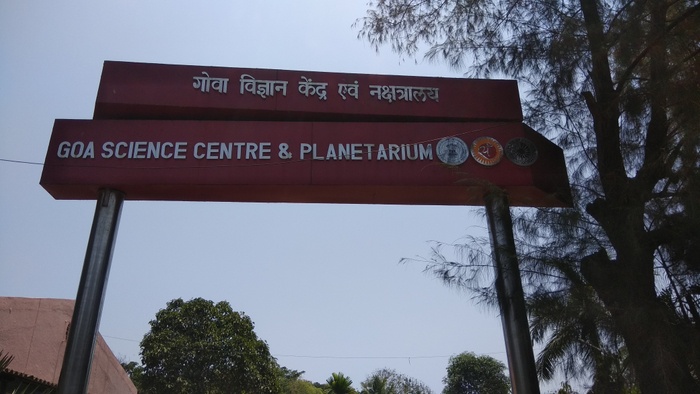 गोवा विज्ञान केंद्र एवं नक्षत्रालय
GOA SCIENCE CENTRE & PLANETARIUM